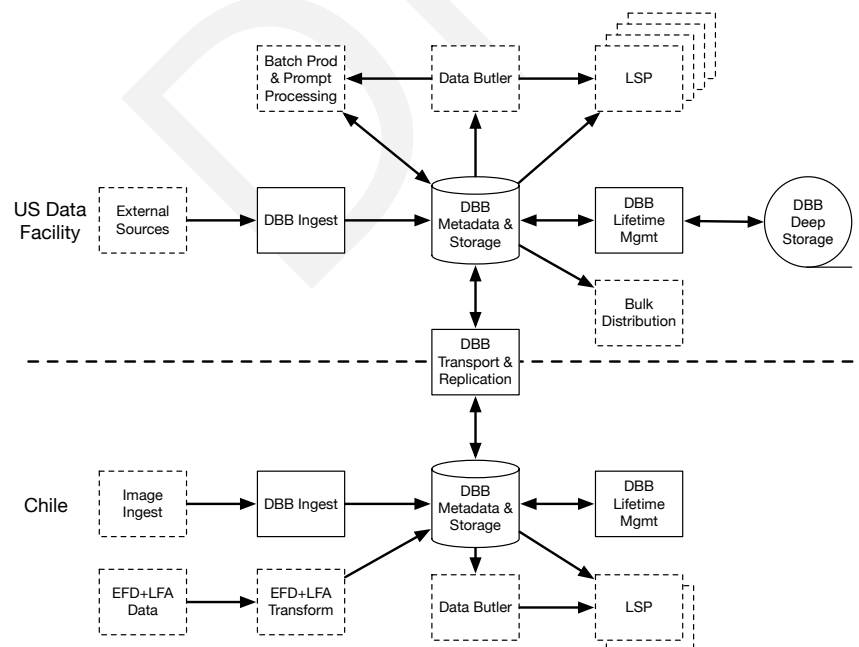 Batch Prod
& Prompt
Processing
Data Butler
LSP
US Data
Facility
External
Sources
DBB Ingest
DBB
Metadata &
Storage
DBB
Lifetime
Mgmt
DBB
Deep
Storage
Bulk
Distribution
DBB
Transport &
Replication
Chile
Image
Ingest
DBB Ingest
DBB
Metadata &
Storage
DBB
Lifetime
Mgmt
EFD+LFA
Data
EFD+LFA
Transform
Data Butler
LSP